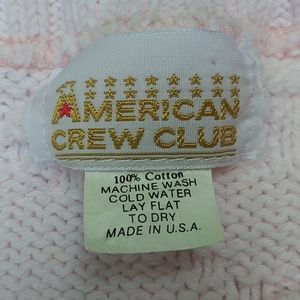 AMERICAN
CREW CLUB
100% Cotton
MACHINE WASH
COLD WATER
LAY FLAT
TO DRY
MADE IN U.S.A.